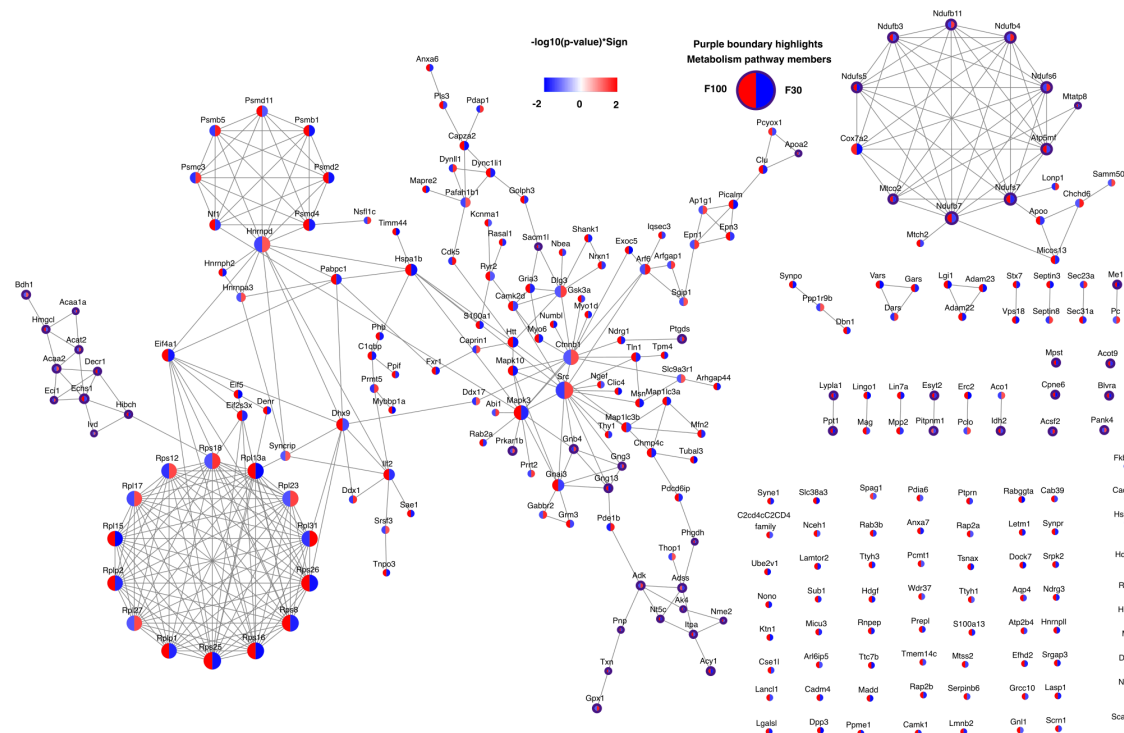 -log10(p-value)*Sign
-2 0 2
Purple boundary highlights
Metabolism pathway members
F100 F30
Ndufb11
Ndufb3
Ndufb4
Ndufs5
Ndufs6
Mtatp8
Cox7a2
Atp5mf
Mtco2
Ndufs7
Ndufb7
Lonp1
Samm50
Chchd6
Apoo
Mtch2
Micos13
Anxa6
Pls3
Pdap1
Capza2
Dynll1
Dync1li1
Mapre2
Pafah1b1
Golph3
Pcyox1
Apoa2
Clu
Picalm
Ap1g1
Epn1
Epn3
Psmd11
Psmb5
Psmb1
Psmc3
Psmd2
Nf1
Psmd4
Nsfl1c
Hnrnpd
Timm44
Hnrnph2
Hnrnpa3
Pabpc1
Hspa1b
Cdk5
Kcnma1
Rasal1
Ryr2
Sacm1l
Nbea
Shank1
Nrxn1
Exoc5
Iqsec3
Arf6
Arfgap1
Sgip1
Gria3
Dlg3
Gsk3a
Camk2d
Myo1d
S100a1
Numbl
Myo6
Htt
Ctnnb1
Ndrg1
Ptgds
Tln1
Tpm4
Slc9a3r1
Arhgap44
Mapk10
Src
Ngef
Clic4
Msn
Map1lc3a
Map1lc3b
Mfn2
Thy1
Chmp4c
Tubal3
Phb
C1qbp
Ppif
Prmt5
Mybbp1a
Caprin1
Fxr1
Ddx17
Abi1
Mapk3
Rab2a
Prkar1b
Prrt2
Gnb4
Gng3
Gnai3
Gng13
Gabbr2
Grm3
Pde1b
Pdcd6ip
Phgdh
Thop1
Adk
Adss
Ak4
Nt5c
Nme2
Itpa
Pnp
Acy1
Txn
Gpx1
Bdh1
Acaa1a
Hmgcl
Acat2
Acaa2
Decr1
Eci1
Echs1
Hibch
Ivd
Eif4a1
Eif5
Denr
Eif2s3x
Dhx9
Syncrip
Ilf2
Ddx1
Sae1
Srsf3
Tnpo3
Rps18
Rps12
Rpl13a
Rpl17
Rpl23
Rpl15
Rpl31
Rplp2
Rps26
Rpl27
Rps8
Rplp1
Rps16
Rps25
Synpo
Ppp1r9b
Dbn1
Vars
Gars
Dars
Lgi1
Adam23
Adam22
Stx7
Vps18
Septin3
Septin8
Sec23a
Sec31a
Me1
Pc
Mpst
Acot9
Lypla1
Lingo1
Lin7a
Esyt2
Erc2
Aco1
Cpne6
Blvra
Ppt1
Mag
Mpp2
Pitpnm1
Pclo
Idh2
Acsf2
Pank4
Syne1
Slc38a3
Spag1
Pdia6
Ptprn
Rabggta
Cab39
C2cd4cC2CD4
family
Nceh1
Rab3b
Anxa7
Rap2a
Letm1
Synpr
Ube2v1
Lamtor2
Ttyh3
Pcmt1
Tsnax
Dock7
Srpk2
Nono
Sub1
Hdgf
Wdr37
Ttyh1
Aqp4
Ndrg3
Ktn1
Micu3
Rnpep
Prepl
S100a13
Atp2b4
Hnrnpll
Cse1l
Arl6ip5
Ttc7b
Tmem14c
Mtss2
Efhd2
Srgap3
Lancl1
Cadm4
Madd
Rap2b
Serpinb6
Grcc10
Lasp1
Lgalsl
Dpp3
Ppme1
Camk1
Lmnb2
Gnl1
Scrn1